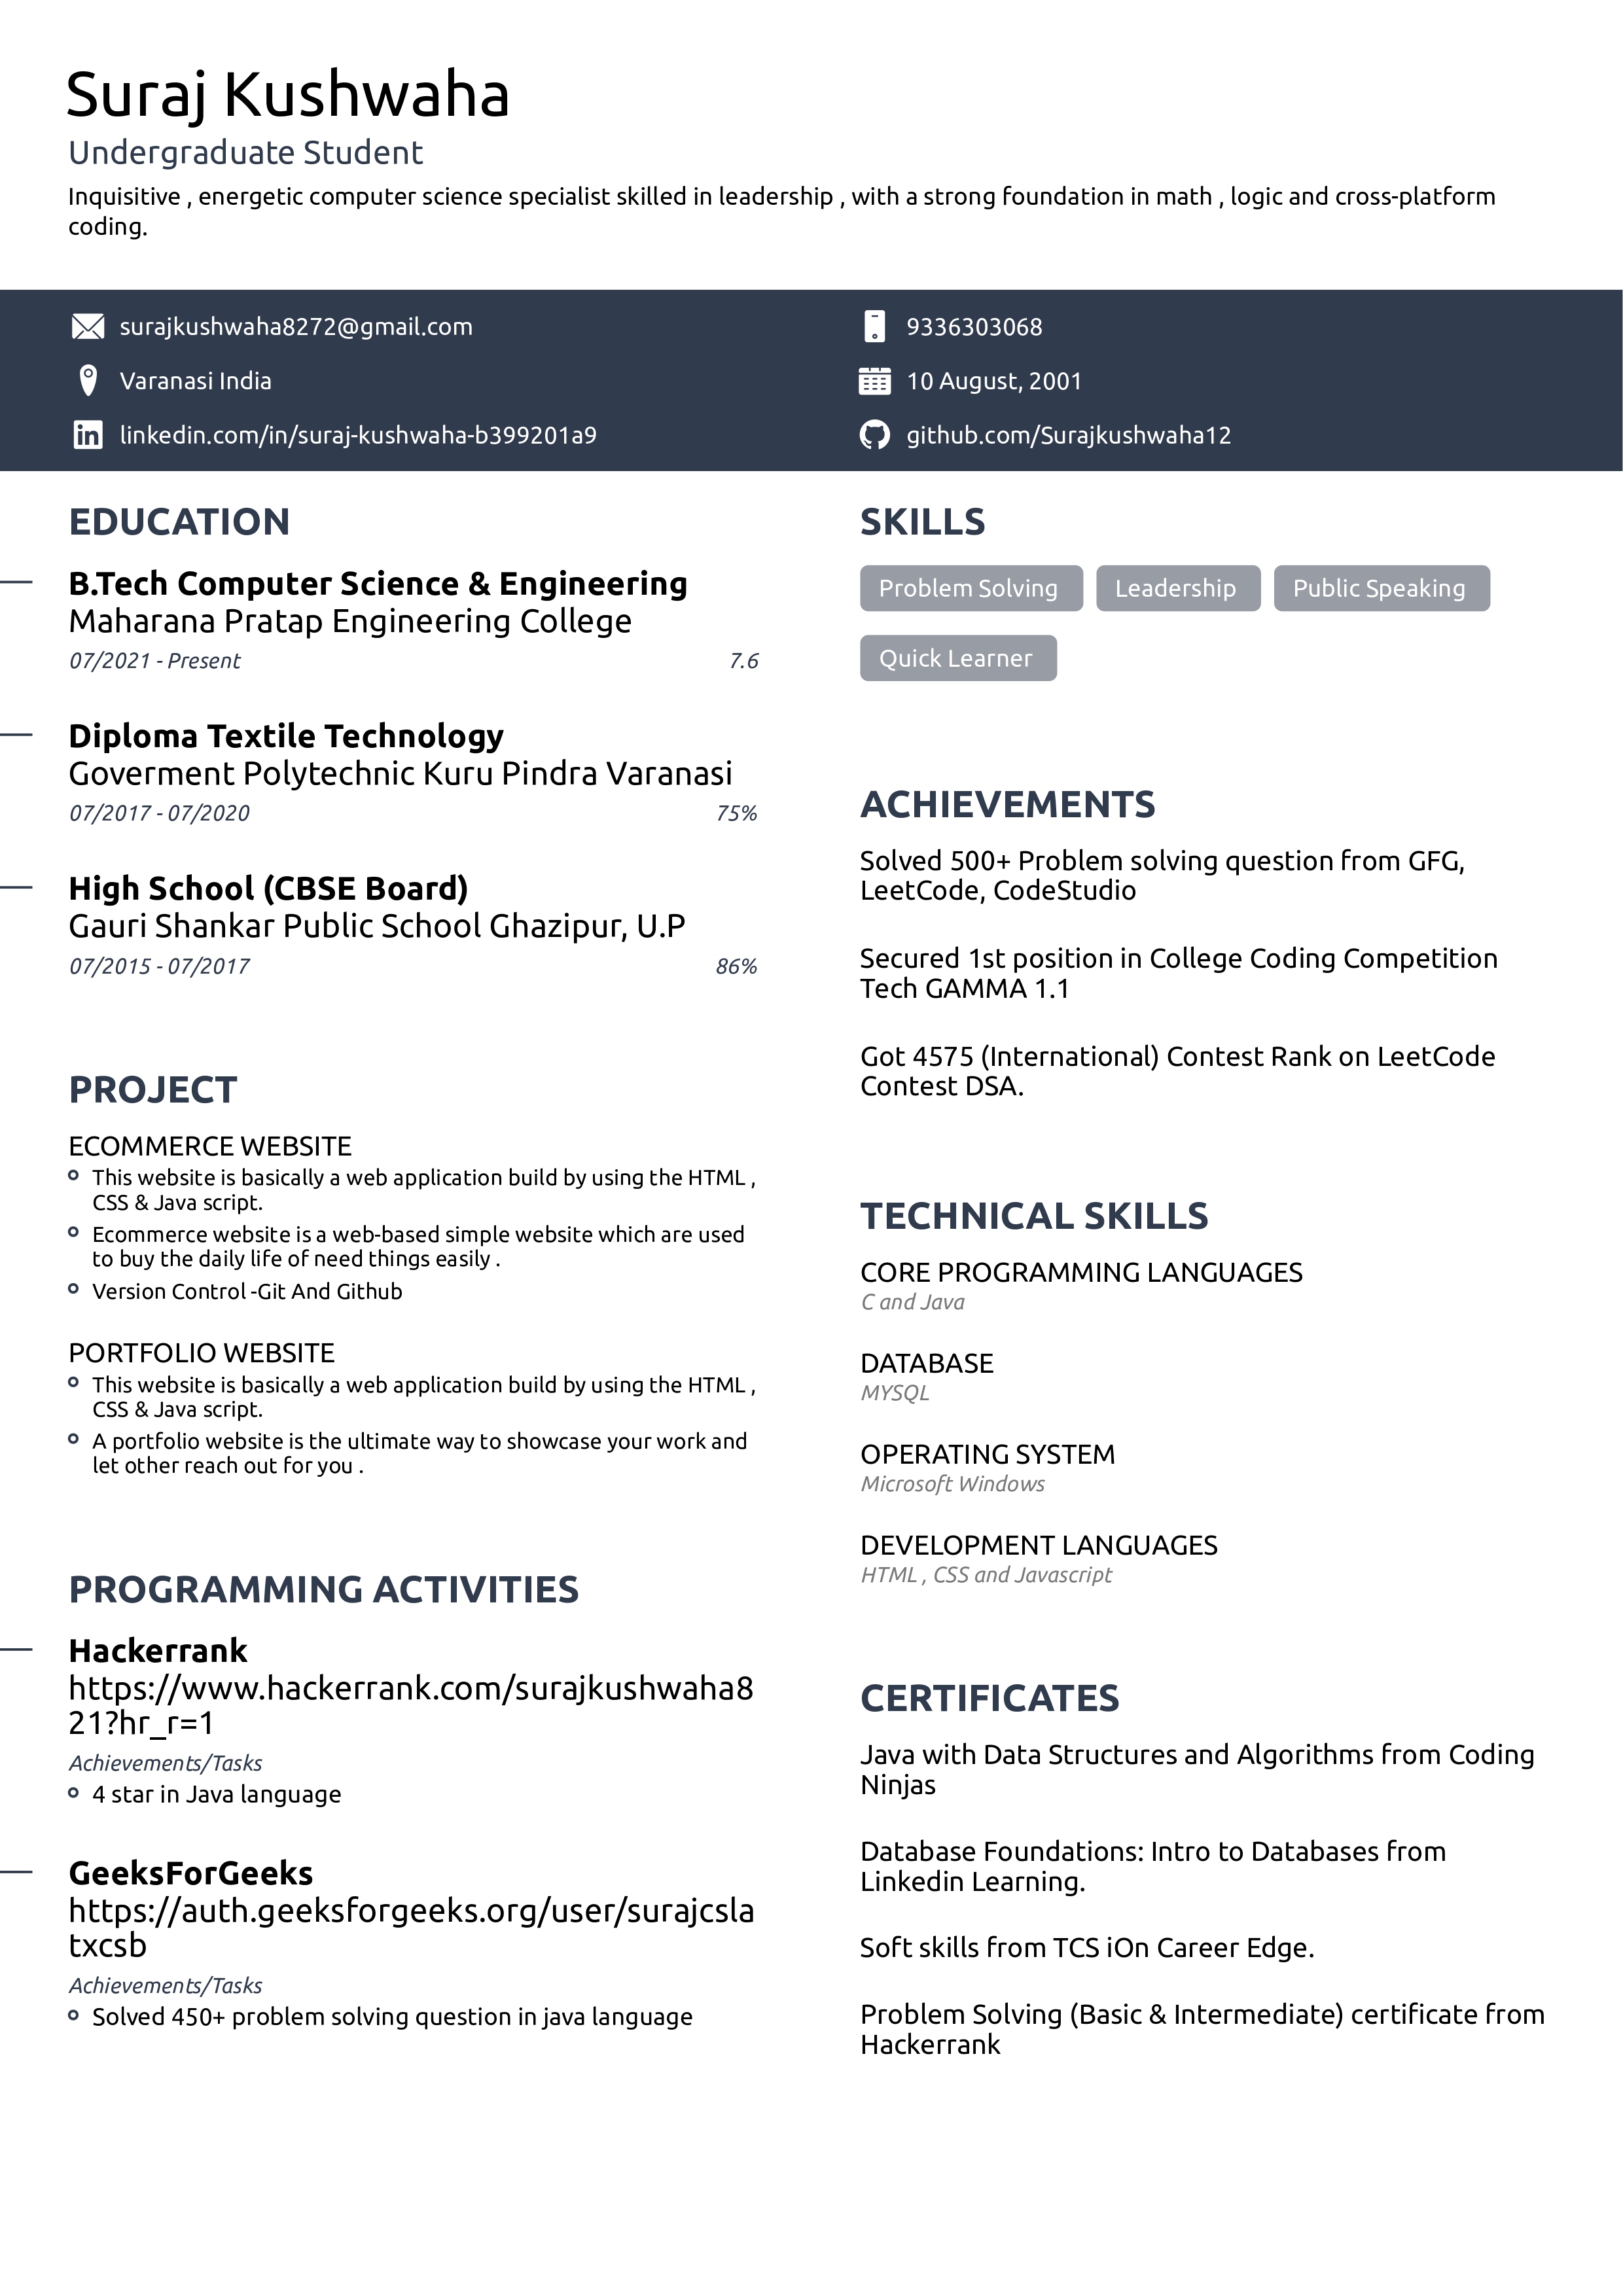 Suraj Kushwaha
Undergraduate Student
Inquisitive , energetic computer science specialist skilled in leadership , with a strong foundation in math , logic and cross-platform
coding.
surajkushwaha8272@gmail.com
9336303068
Varanasi India
10 August, 2001
linkedin.com/in/suraj-kushwaha-b399201a9
github.com/Surajkushwaha12
EDUCATION
B.Tech Computer Science & Engineering
Maharana Pratap Engineering College
07/2021 - Present 7.6
Diploma Textile Technology
Goverment Polytechnic Kuru Pindra Varanasi
07/2017 - 07/2020 75%
High School (CBSE Board)
Gauri Shankar Public School Ghazipur, U.P
07/2015 - 07/2017 86%
PROJECT
ECOMMERCE WEBSITE
This website is basically a web application build by using the HTML ,
CSS & Java script.
Ecommerce website is a web-based simple website which are used
to buy the daily life of need things easily .
Version Control -Git And Github
PORTFOLIO WEBSITE
This website is basically a web application build by using the HTML ,
CSS & Java script.
A portfolio website is the ultimate way to showcase your work and
let other reach out for you .
PROGRAMMING ACTIVITIES
Hackerrank
https://www.hackerrank.com/surajkushwaha8
21?hr_r=1
Achievements/Tasks
4 star in Java language
GeeksForGeeks
https://auth.geeksforgeeks.org/user/surajcsla
txcsb
Achievements/Tasks
Solved 450+ problem solving question in java language
SKILLS
Problem Solving Leadership Public Speaking
Quick Learner
ACHIEVEMENTS
Solved 500+ Problem solving question from GFG,
LeetCode, CodeStudio
Secured 1st position in College Coding Competition
Tech GAMMA 1.1
Got 4575 (International) Contest Rank on LeetCode
Contest DSA.
TECHNICAL SKILLS
CORE PROGRAMMING LANGUAGES
C and Java
DATABASE
MYSQL
OPERATING SYSTEM
Microsoft Windows
DEVELOPMENT LANGUAGES
HTML , CSS and Javascript
CERTIFICATES
Java with Data Structures and Algorithms from Coding
Ninjas
Database Foundations: Intro to Databases from
Linkedin Learning.
Soft skills from TCS iOn Career Edge.
Problem Solving (Basic & Intermediate) certificate from
Hackerrank